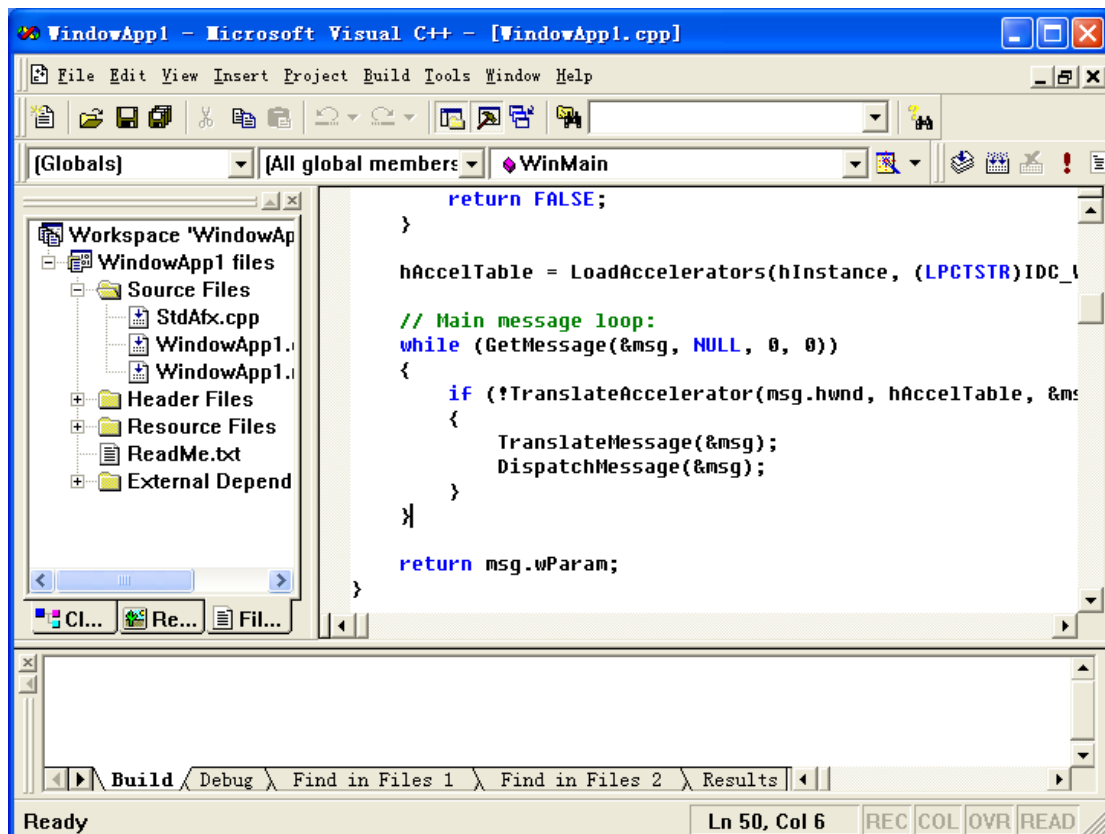 WindowApp1 - Microsoft Visual C++ - [WindowApp1.cpp]
File Edit View Insert Project Build Tools Window Help
(Globals) (All global members WinMain
Workspace 'WindowAp
WindowApp1 files
Source Files
StdAfx.cpp
WindowApp1.
WindowApp1.
Header Files
Resource Files
ReadMe.txt
External Depend
Cl... Re... Fil...
return FALSE;
}
hAccelTable = LoadAccelerators(hInstance, (LPCTSTR)IDC_
// Main message loop:
while (GetMessage(&msg, NULL, 0, 0))
{
if (!TranslateAccelerator(msg.hwnd, hAccelTable, &ms
{
TranslateMessage(&msg);
DispatchMessage(&msg);
}
}
return msg.wParam;
}
Build Debug Find in Files 1 Find in Files 2 Results
Ready Ln 50, Col 6 REC COL OVR READ